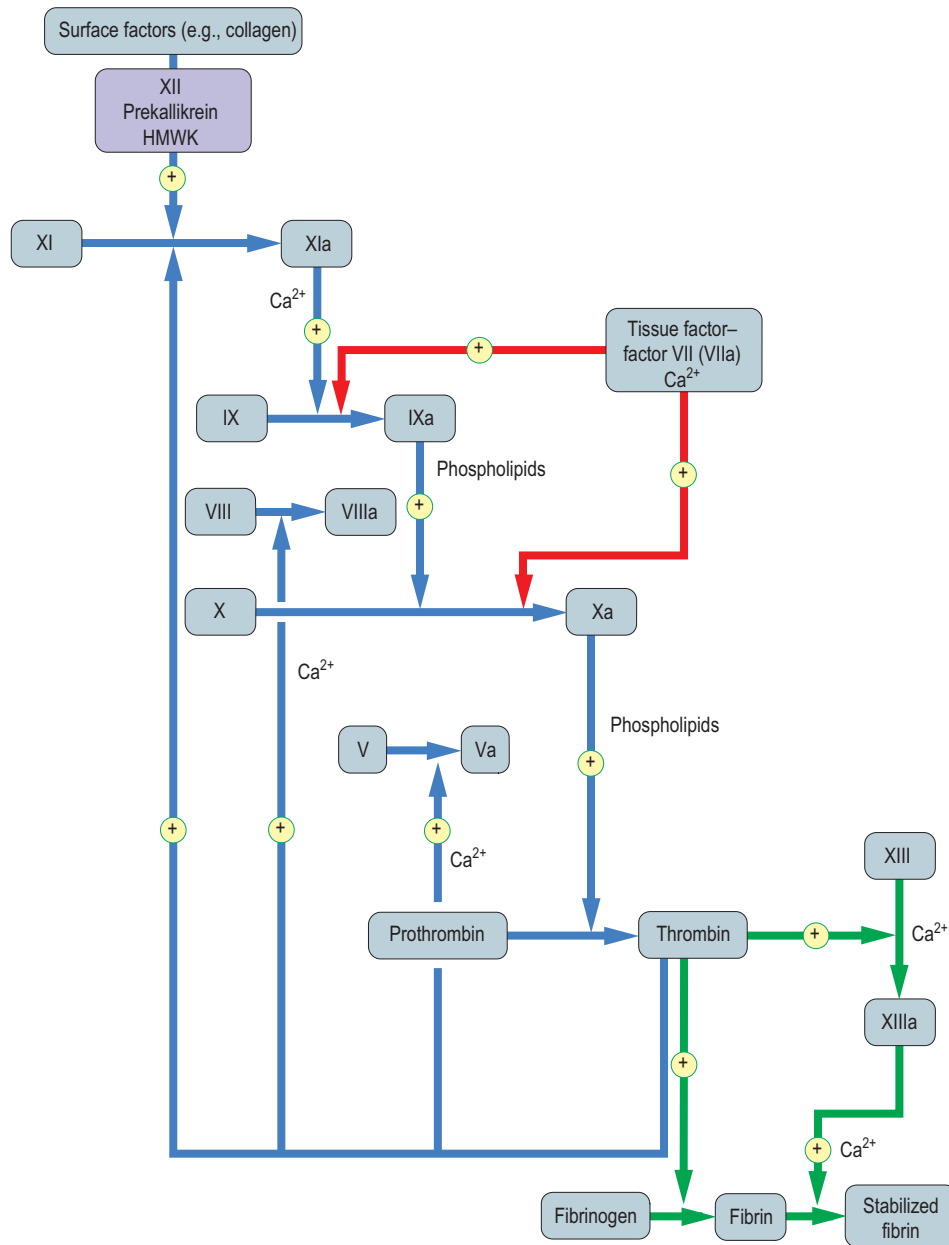 Surface factors (e.g., collagen)
XII
Prekallikrein
HMWK
+
XI
XIa
Ca²⁺
+
Tissue factor–
factor VII (VIIa)
Ca²⁺
+
IX
IXa
Phospholipids
+
+
VIII
VIIIa
X
Xa
Ca²⁺
Phospholipids
V
Va
+
+
+
+
Ca²⁺
XIII
Prothrombin
Thrombin
+
Ca²⁺
XIIIa
+
+
Ca²⁺
Fibrinogen
Fibrin
Stabilized
fibrin